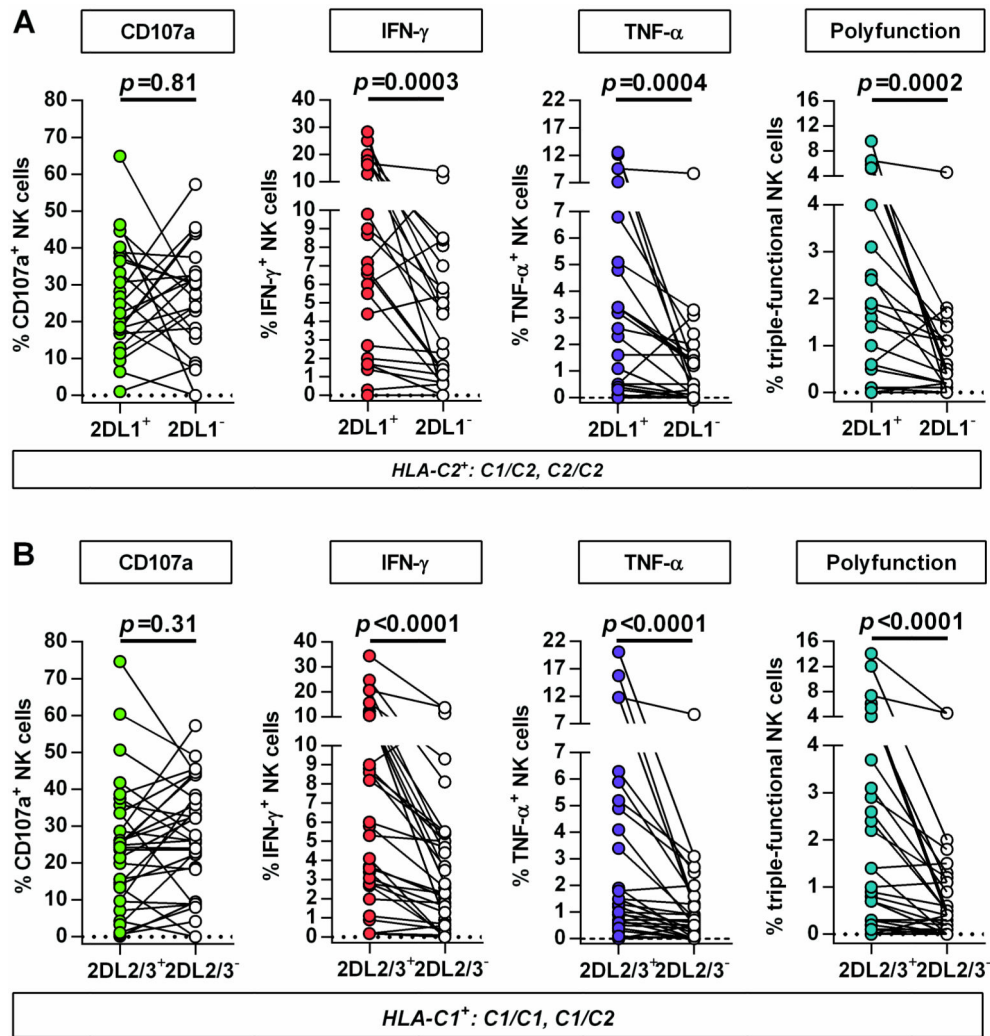 A
CD107a
IFN-γ
TNF-α
Polyfunction
p=0.81
p=0.0003
p=0.0004
p=0.0002
% CD107a⁺ NK cells
80
70
60
50
40
30
20
10
0
2DL1⁺ 2DL1⁻
% IFN-γ⁺ NK cells
40
30
20
10
10
9
8
7
6
5
4
3
2
1
0
2DL1⁺ 2DL1⁻
% TNF-α⁺ NK cells
22
17
12
7
7
6
5
4
3
2
1
0
2DL1⁺ 2DL1⁻
% triple-functional NK cells
16
12
8
4
4
3
2
1
0
2DL1⁺ 2DL1⁻
HLA-C2⁺: C1/C2, C2/C2
B
CD107a
IFN-γ
TNF-α
Polyfunction
p=0.31
p<0.0001
p<0.0001
p<0.0001
% CD107a⁺ NK cells
80
70
60
50
40
30
20
10
0
2DL2/3⁺ 2DL2/3⁻
% IFN-γ⁺ NK cells
40
30
20
10
10
9
8
7
6
5
4
3
2
1
0
2DL2/3⁺ 2DL2/3⁻
% TNF-α⁺ NK cells
22
17
12
7
7
6
5
4
3
2
1
0
2DL2/3⁺ 2DL2/3⁻
% triple-functional NK cells
16
12
8
4
4
3
2
1
0
2DL2/3⁺ 2DL2/3⁻
HLA-C1⁺: C1/C1, C1/C2